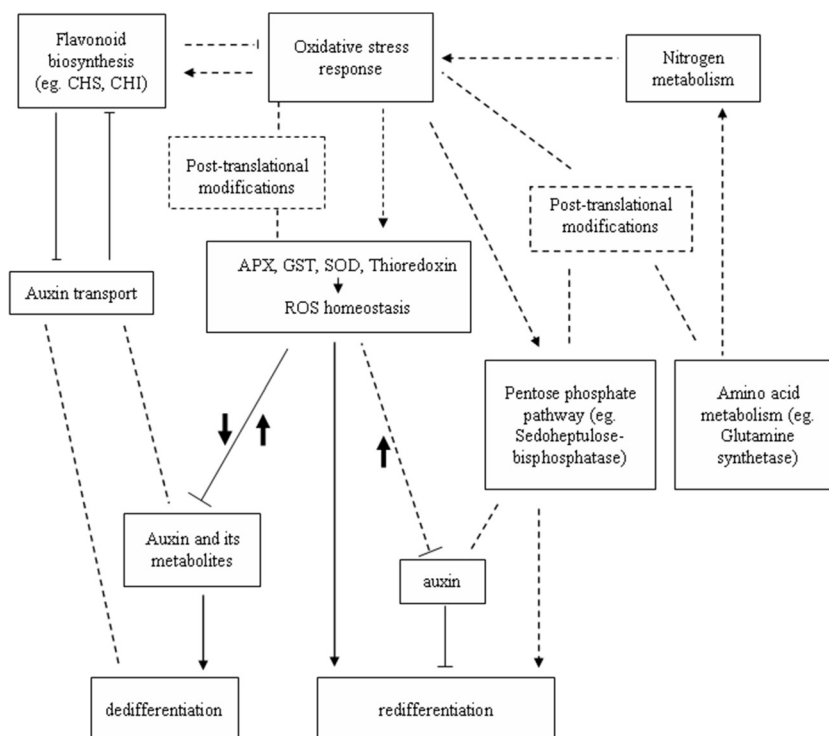 Flavonoid
biosynthesis
(eg. CHS, CHI)
Oxidative stress
response
Nitrogen
metabolism
Post-translational
modifications
Post-translational
modifications
APX, GST, SOD, Thioredoxin
ROS homeostasis
Auxin transport
Pentose phosphate
pathway (eg.
Sedoheptulose-
bisphosphatase)
Amino acid
metabolism (eg.
Glutamine
synthetase)
Auxin and its
metabolites
auxin
dedifferentiation
redifferentiation